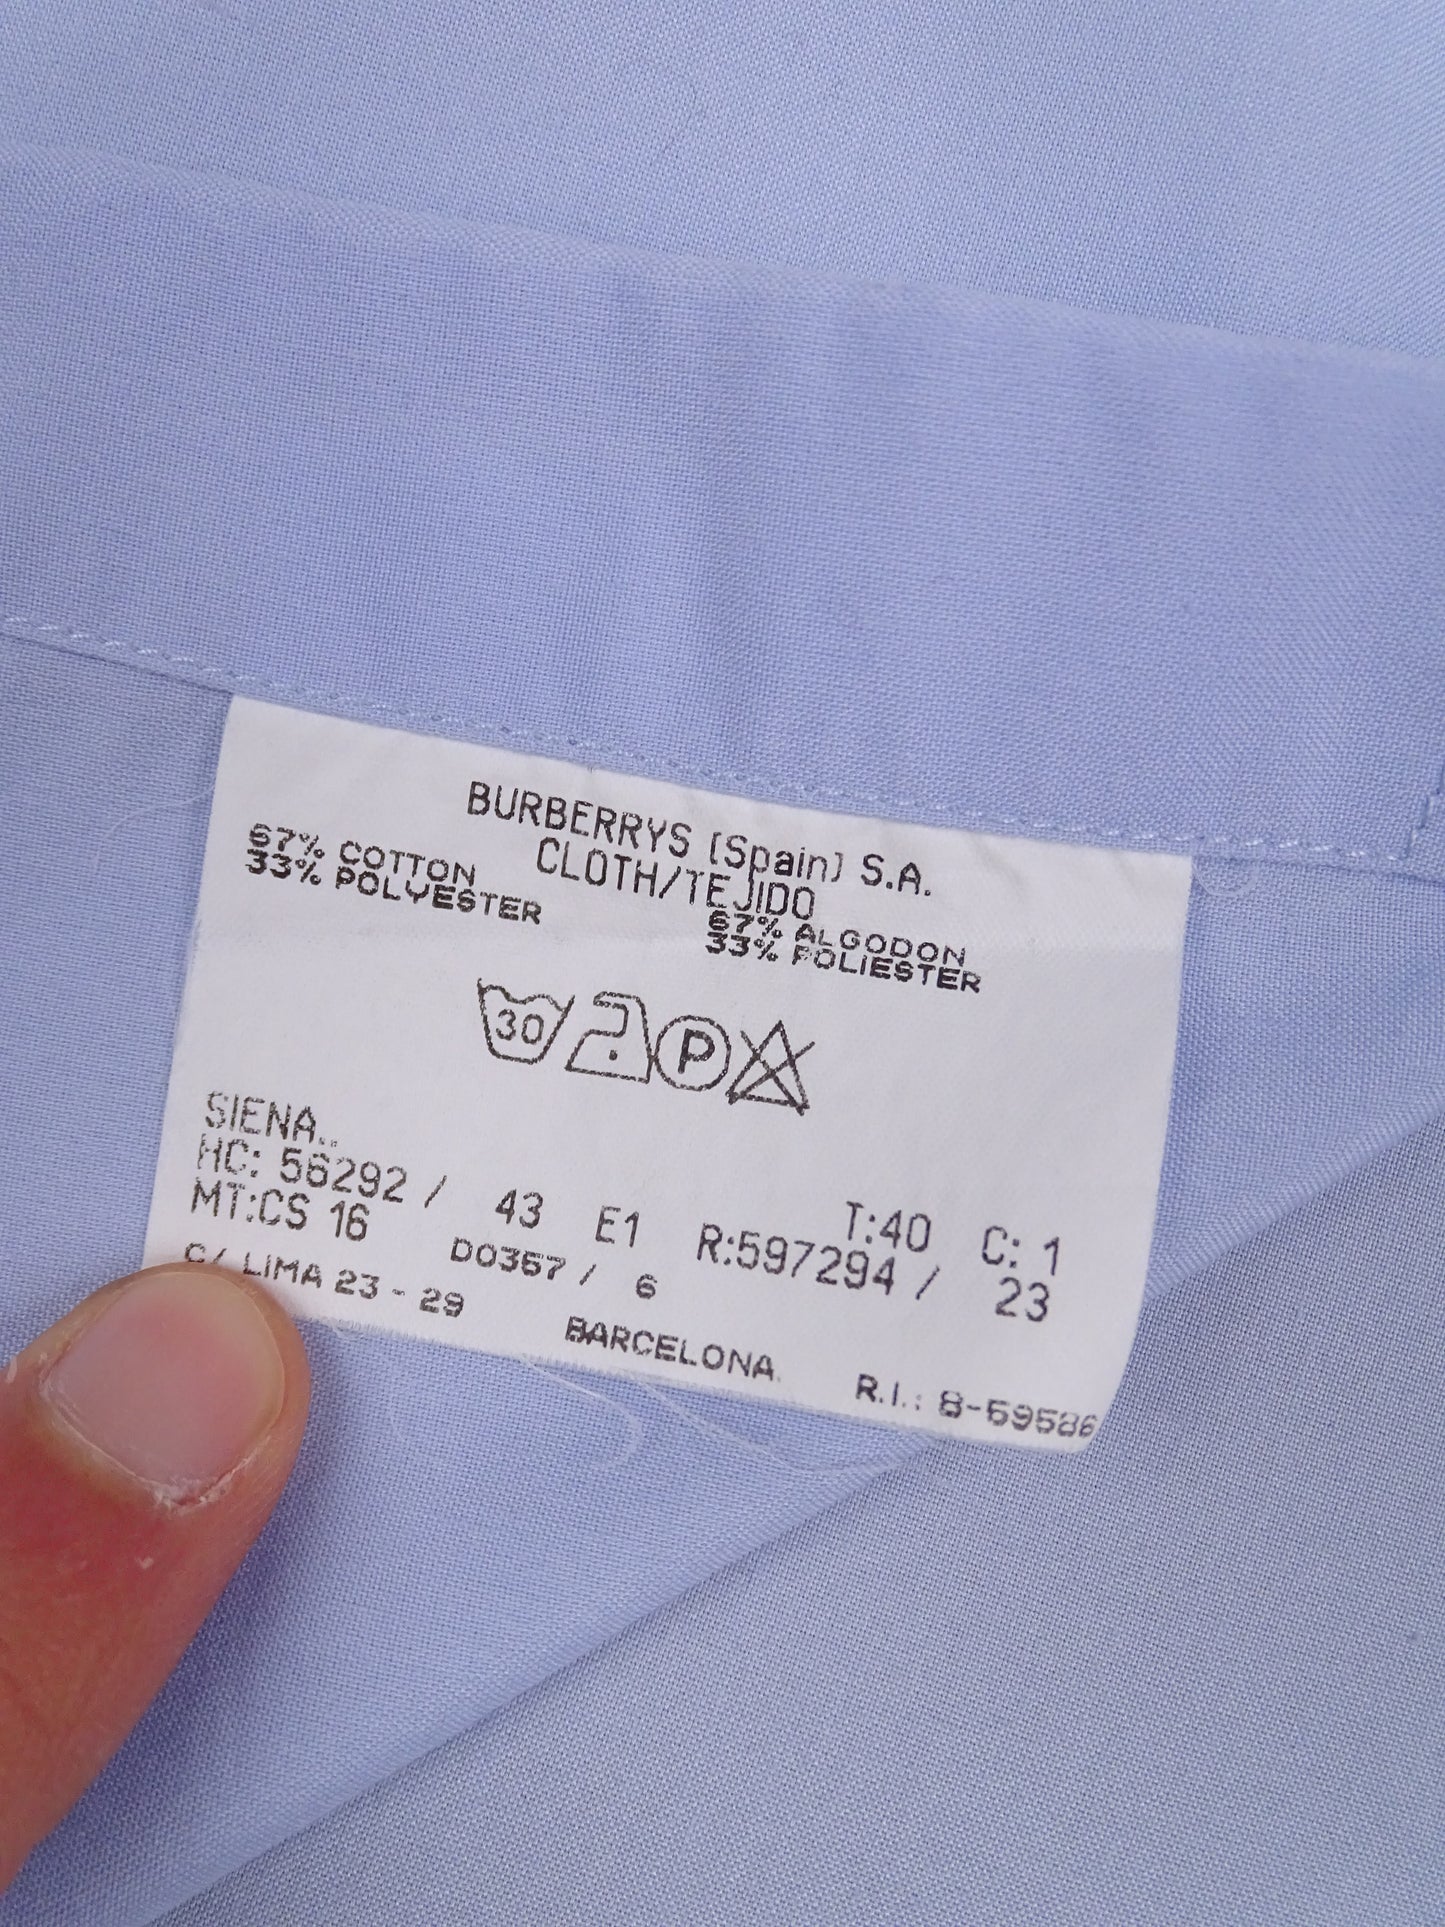 BURBERRYS (Spain) S.A.
CLOTH/TEJIDO
67% COTTON
33% POLYESTER
67% ALGODON
33% POLIESTER
30 P
SIENA..
HC: 56292 / 43 E1 T:40 C: 1
MT:CS 16 D0357 / 6 R:597294 / 23
C/ LIMA 23 - 29 BARCELONA. R.I.: 8-59586